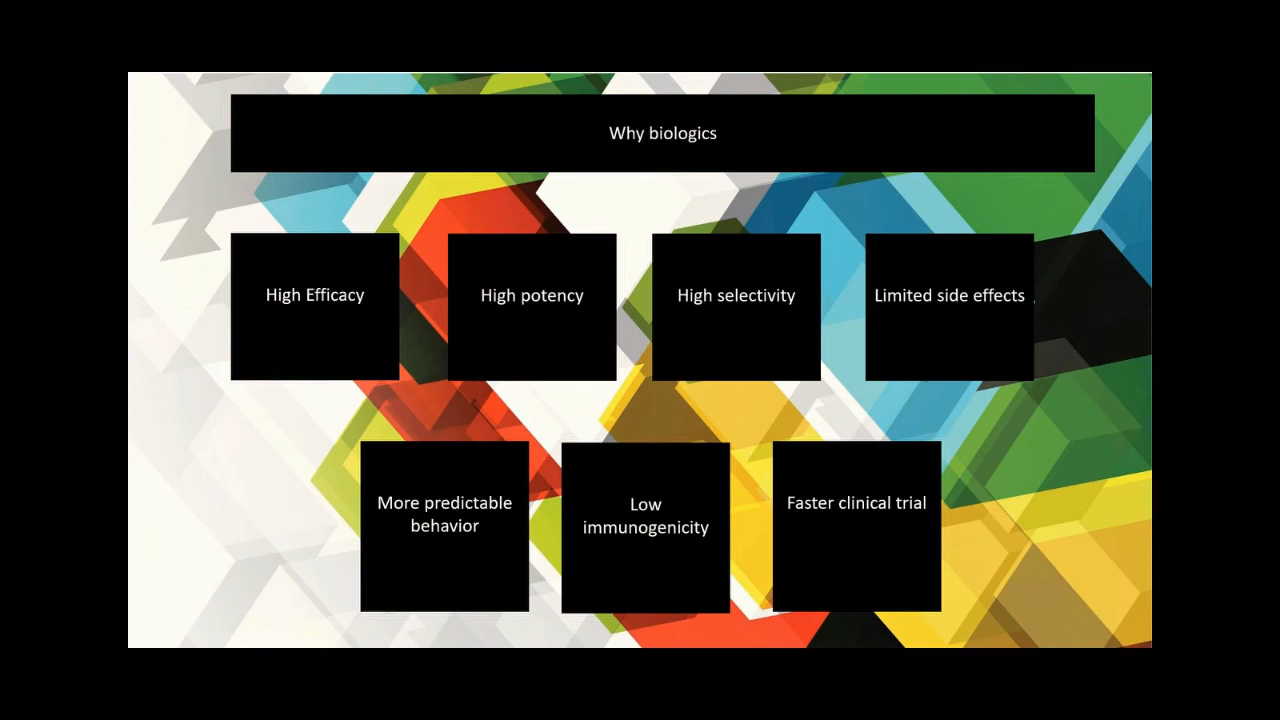 Why biologics
High Efficacy
High potency
High selectivity
Limited side effects
More predictable
behavior
Low
immunogenicity
Faster clinical trial